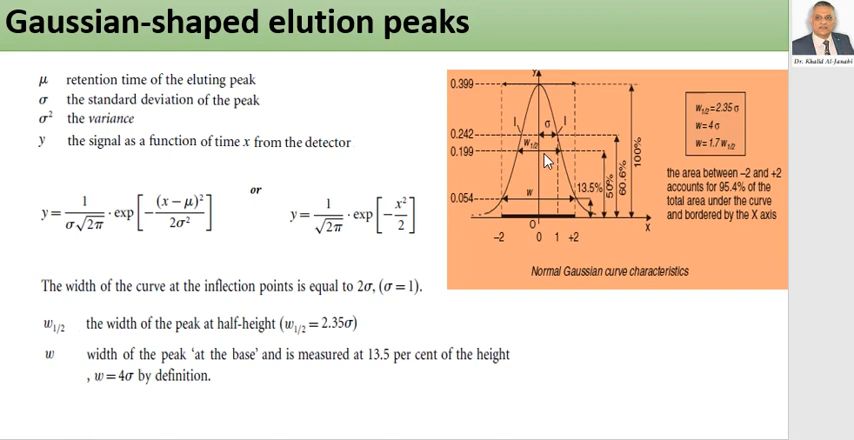 Gaussian-shaped elution peaks
Dr. Khalid Al-Janabi
μ retention time of the eluting peak
σ the standard deviation of the peak
σ² the variance
y the signal as a function of time x from the detector
y = 1/(σ√2π) · exp[−(x − μ)²/2σ²]
or
y = 1/√2π · exp[−x²/2]
The width of the curve at the inflection points is equal to 2σ, (σ = 1).
w1/2 the width of the peak at half-height (w1/2 = 2.35σ)
w width of the peak 'at the base' and is measured at 13.5 per cent of the height
, w = 4σ by definition.
Y
0.399
0.242
0.199
0.054
I
σ
I
W1/2
W
13.5%
50%
60.6%
100%
O
X
−2 0 1 +2
W1/2=2.35 σ
W=4σ
W= 1.7 W1/2
the area between −2 and +2
accounts for 95.4% of the
total area under the curve
and bordered by the X axis
Normal Gaussian curve characteristics